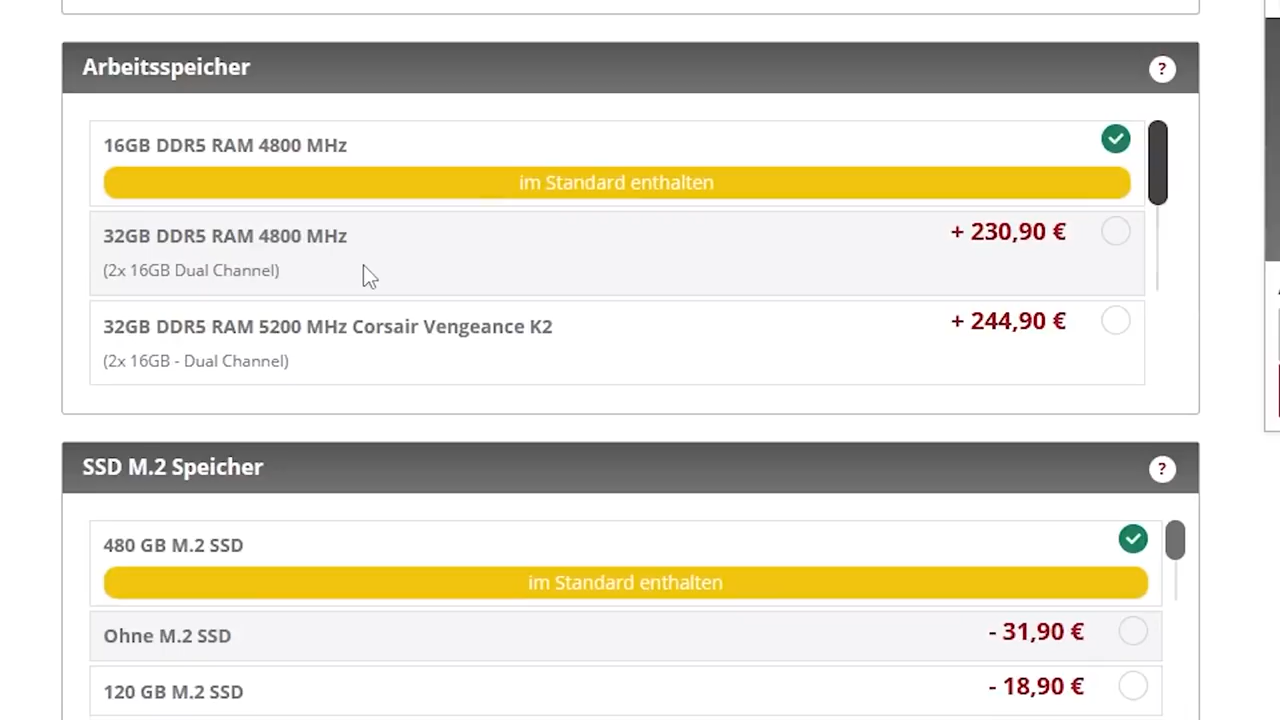 Arbeitsspeicher
?
16GB DDR5 RAM 4800 MHz
im Standard enthalten
32GB DDR5 RAM 4800 MHz
+ 230,90 €
(2x 16GB Dual Channel)
32GB DDR5 RAM 5200 MHz Corsair Vengeance K2
+ 244,90 €
(2x 16GB - Dual Channel)
SSD M.2 Speicher
?
480 GB M.2 SSD
im Standard enthalten
Ohne M.2 SSD
- 31,90 €
120 GB M.2 SSD
- 18,90 €